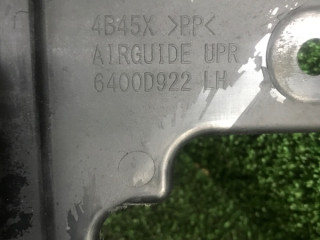 4B45X >PP<
AIRGUIDE UPR
6400D922 LH